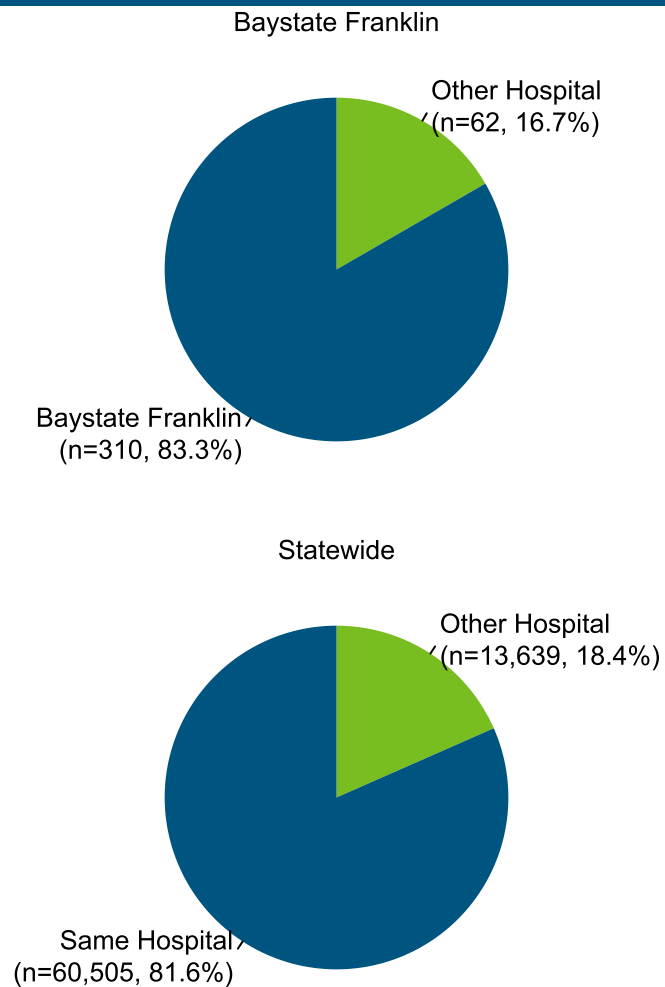 Baystate Franklin
Other Hospital
(n=62, 16.7%)
Baystate Franklin
(n=310, 83.3%)
Statewide
Other Hospital
(n=13,639, 18.4%)
Same Hospital
(n=60,505, 81.6%)